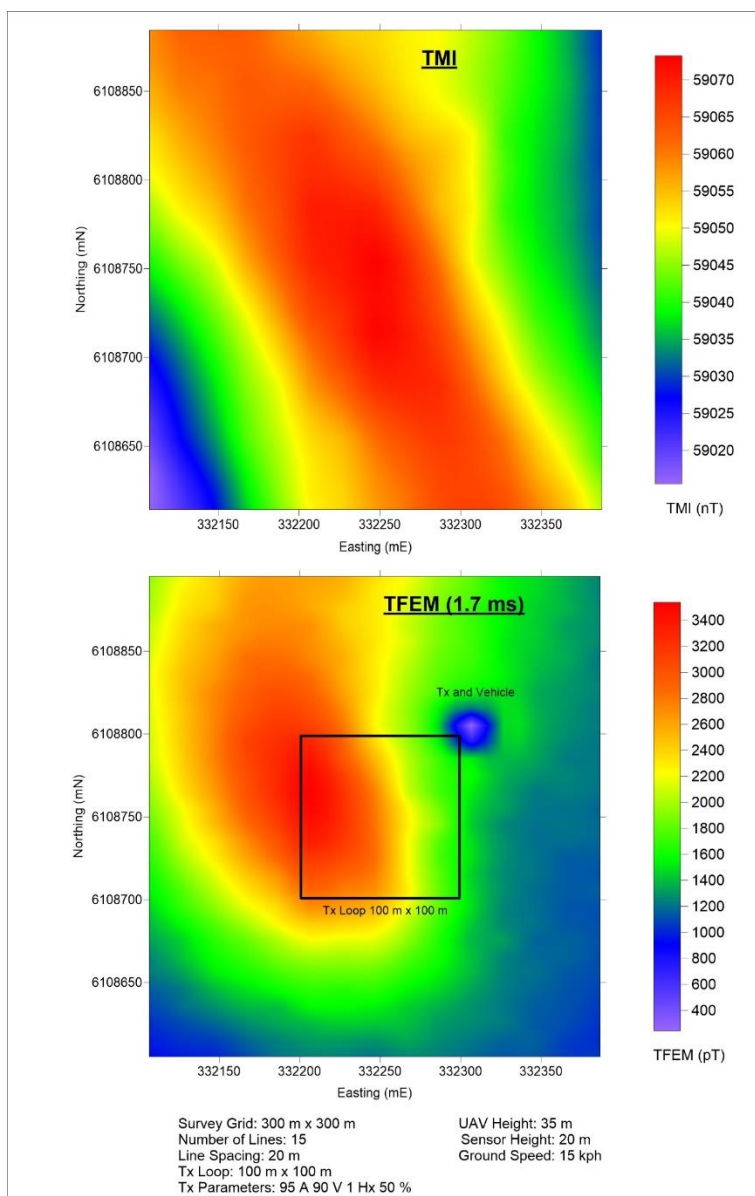 TMI
6108850
6108800
6108750
6108700
6108650
Northing (mN)
332150 332200 332250 332300 332350
Easting (mE)
59070
59065
59060
59055
59050
59045
59040
59035
59030
59025
59020
TMI (nT)
TFEM (1.7 ms)
Tx and Vehicle
Tx Loop 100 m x 100 m
6108850
6108800
6108750
6108700
6108650
Northing (mN)
332150 332200 332250 332300 332350
Easting (mE)
3400
3200
3000
2800
2600
2400
2200
2000
1800
1600
1400
1200
1000
800
600
400
TFEM (pT)
Survey Grid: 300 m x 300 m
Number of Lines: 15
Line Spacing: 20 m
Tx Loop: 100 m x 100 m
Tx Parameters: 95 A 90 V 1 Hx 50 %
UAV Height: 35 m
Sensor Height: 20 m
Ground Speed: 15 kph